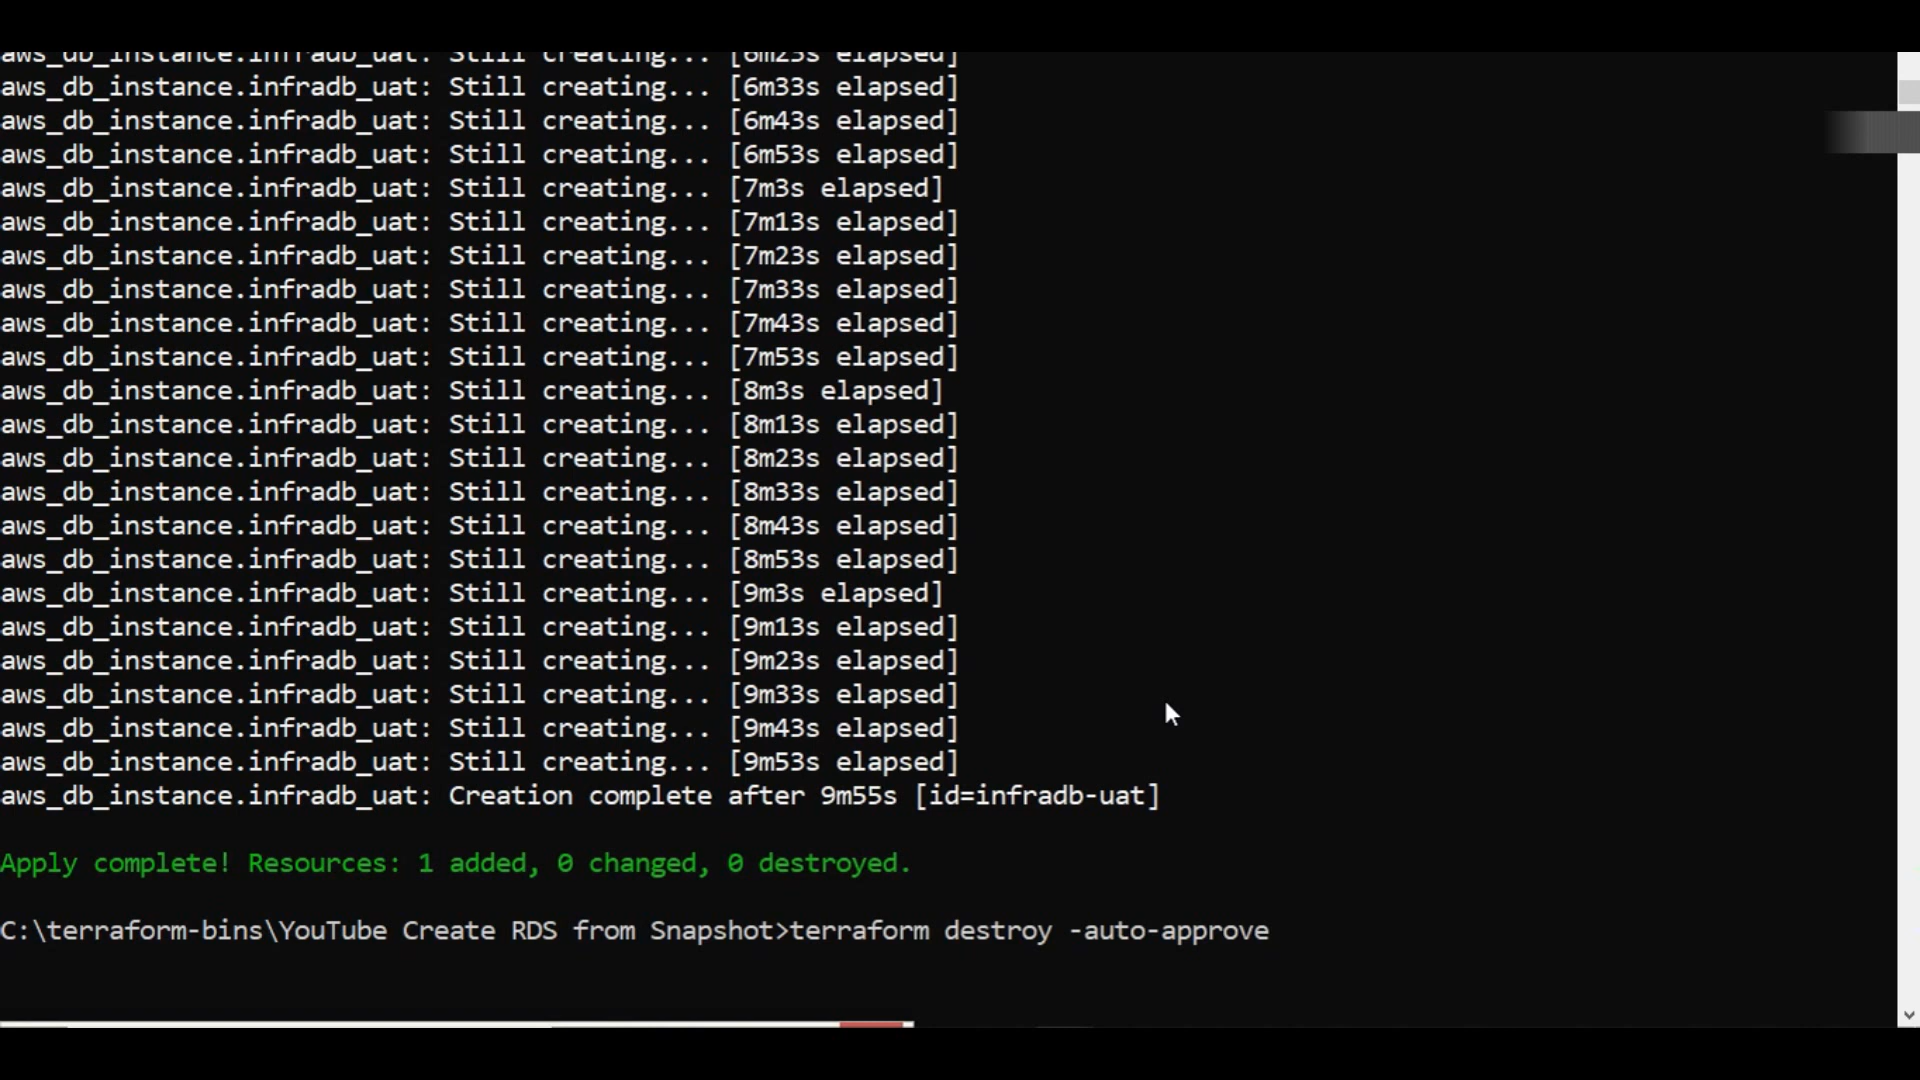 aws_db_instance.infradb_uat: Still creating... [6m23s elapsed]
aws_db_instance.infradb_uat: Still creating... [6m33s elapsed]
aws_db_instance.infradb_uat: Still creating... [6m43s elapsed]
aws_db_instance.infradb_uat: Still creating... [6m53s elapsed]
aws_db_instance.infradb_uat: Still creating... [7m3s elapsed]
aws_db_instance.infradb_uat: Still creating... [7m13s elapsed]
aws_db_instance.infradb_uat: Still creating... [7m23s elapsed]
aws_db_instance.infradb_uat: Still creating... [7m33s elapsed]
aws_db_instance.infradb_uat: Still creating... [7m43s elapsed]
aws_db_instance.infradb_uat: Still creating... [7m53s elapsed]
aws_db_instance.infradb_uat: Still creating... [8m3s elapsed]
aws_db_instance.infradb_uat: Still creating... [8m13s elapsed]
aws_db_instance.infradb_uat: Still creating... [8m23s elapsed]
aws_db_instance.infradb_uat: Still creating... [8m33s elapsed]
aws_db_instance.infradb_uat: Still creating... [8m43s elapsed]
aws_db_instance.infradb_uat: Still creating... [8m53s elapsed]
aws_db_instance.infradb_uat: Still creating... [9m3s elapsed]
aws_db_instance.infradb_uat: Still creating... [9m13s elapsed]
aws_db_instance.infradb_uat: Still creating... [9m23s elapsed]
aws_db_instance.infradb_uat: Still creating... [9m33s elapsed]
aws_db_instance.infradb_uat: Still creating... [9m43s elapsed]
aws_db_instance.infradb_uat: Still creating... [9m53s elapsed]
aws_db_instance.infradb_uat: Creation complete after 9m55s [id=infradb-uat]
Apply complete! Resources: 1 added, 0 changed, 0 destroyed.
C:\terraform-bins\YouTube Create RDS from Snapshot>terraform destroy -auto-approve